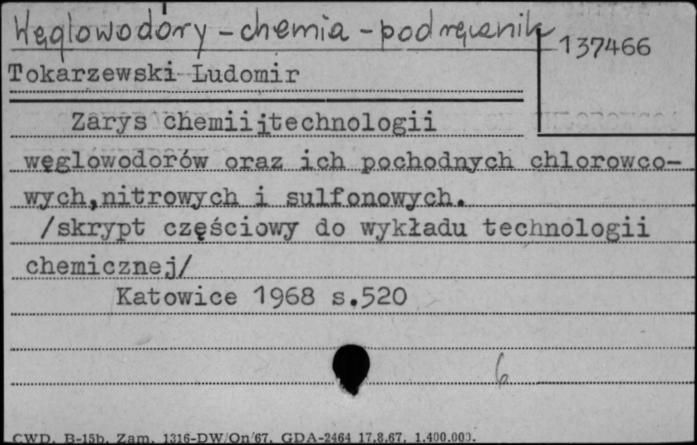 Węglowodory - chemia - podręcznik
137466
Tokarzewski Ludomir
Zarys chemii i technologii
węglowodorów oraz ich pochodnych chlorowco-
wych, nitrowych i sulfonowych.
/skrypt częściowy do wykładu technologii
chemicznej/
Katowice 1968 s.520
6
CWD. B-15b. Zam. 1316-DW/On/67. GDA-2464 17.8.67. 1.400.000.